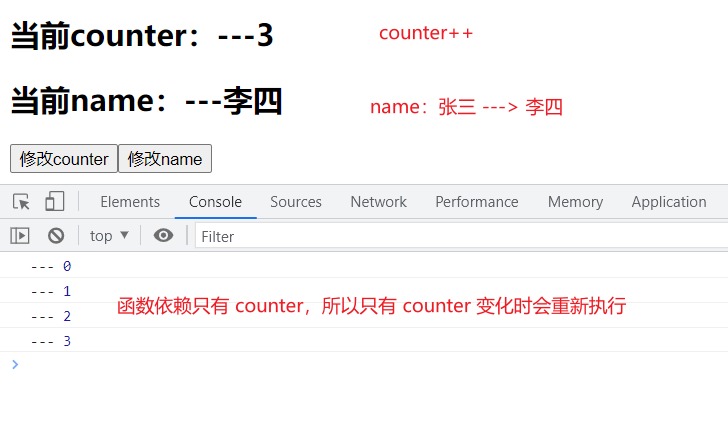 当前counter：---3
counter++
当前name：---李四
name：张三 ---> 李四
修改counter 修改name
Elements Console Sources Network Performance Memory Application
top ▼ Filter
--- 0
--- 1
函数依赖只有 counter，所以只有 counter 变化时会重新执行
--- 2
--- 3
>